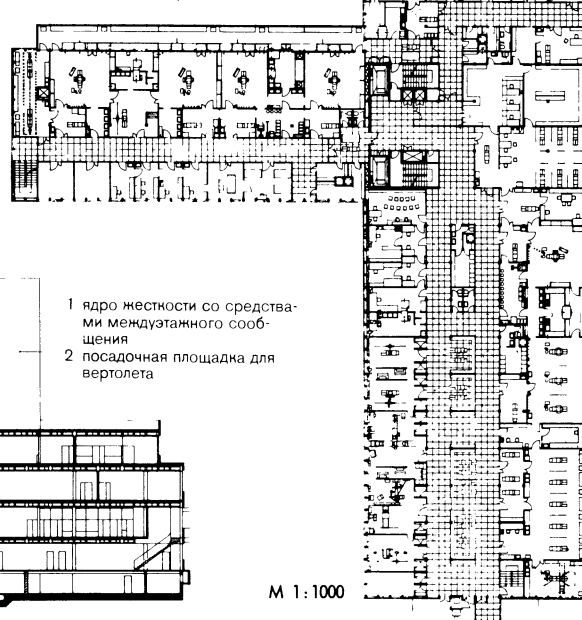 1 ядро жесткости со средства-
ми междуэтажного сооб-
щения
2 посадочная площадка для
вертолета
М 1:1000